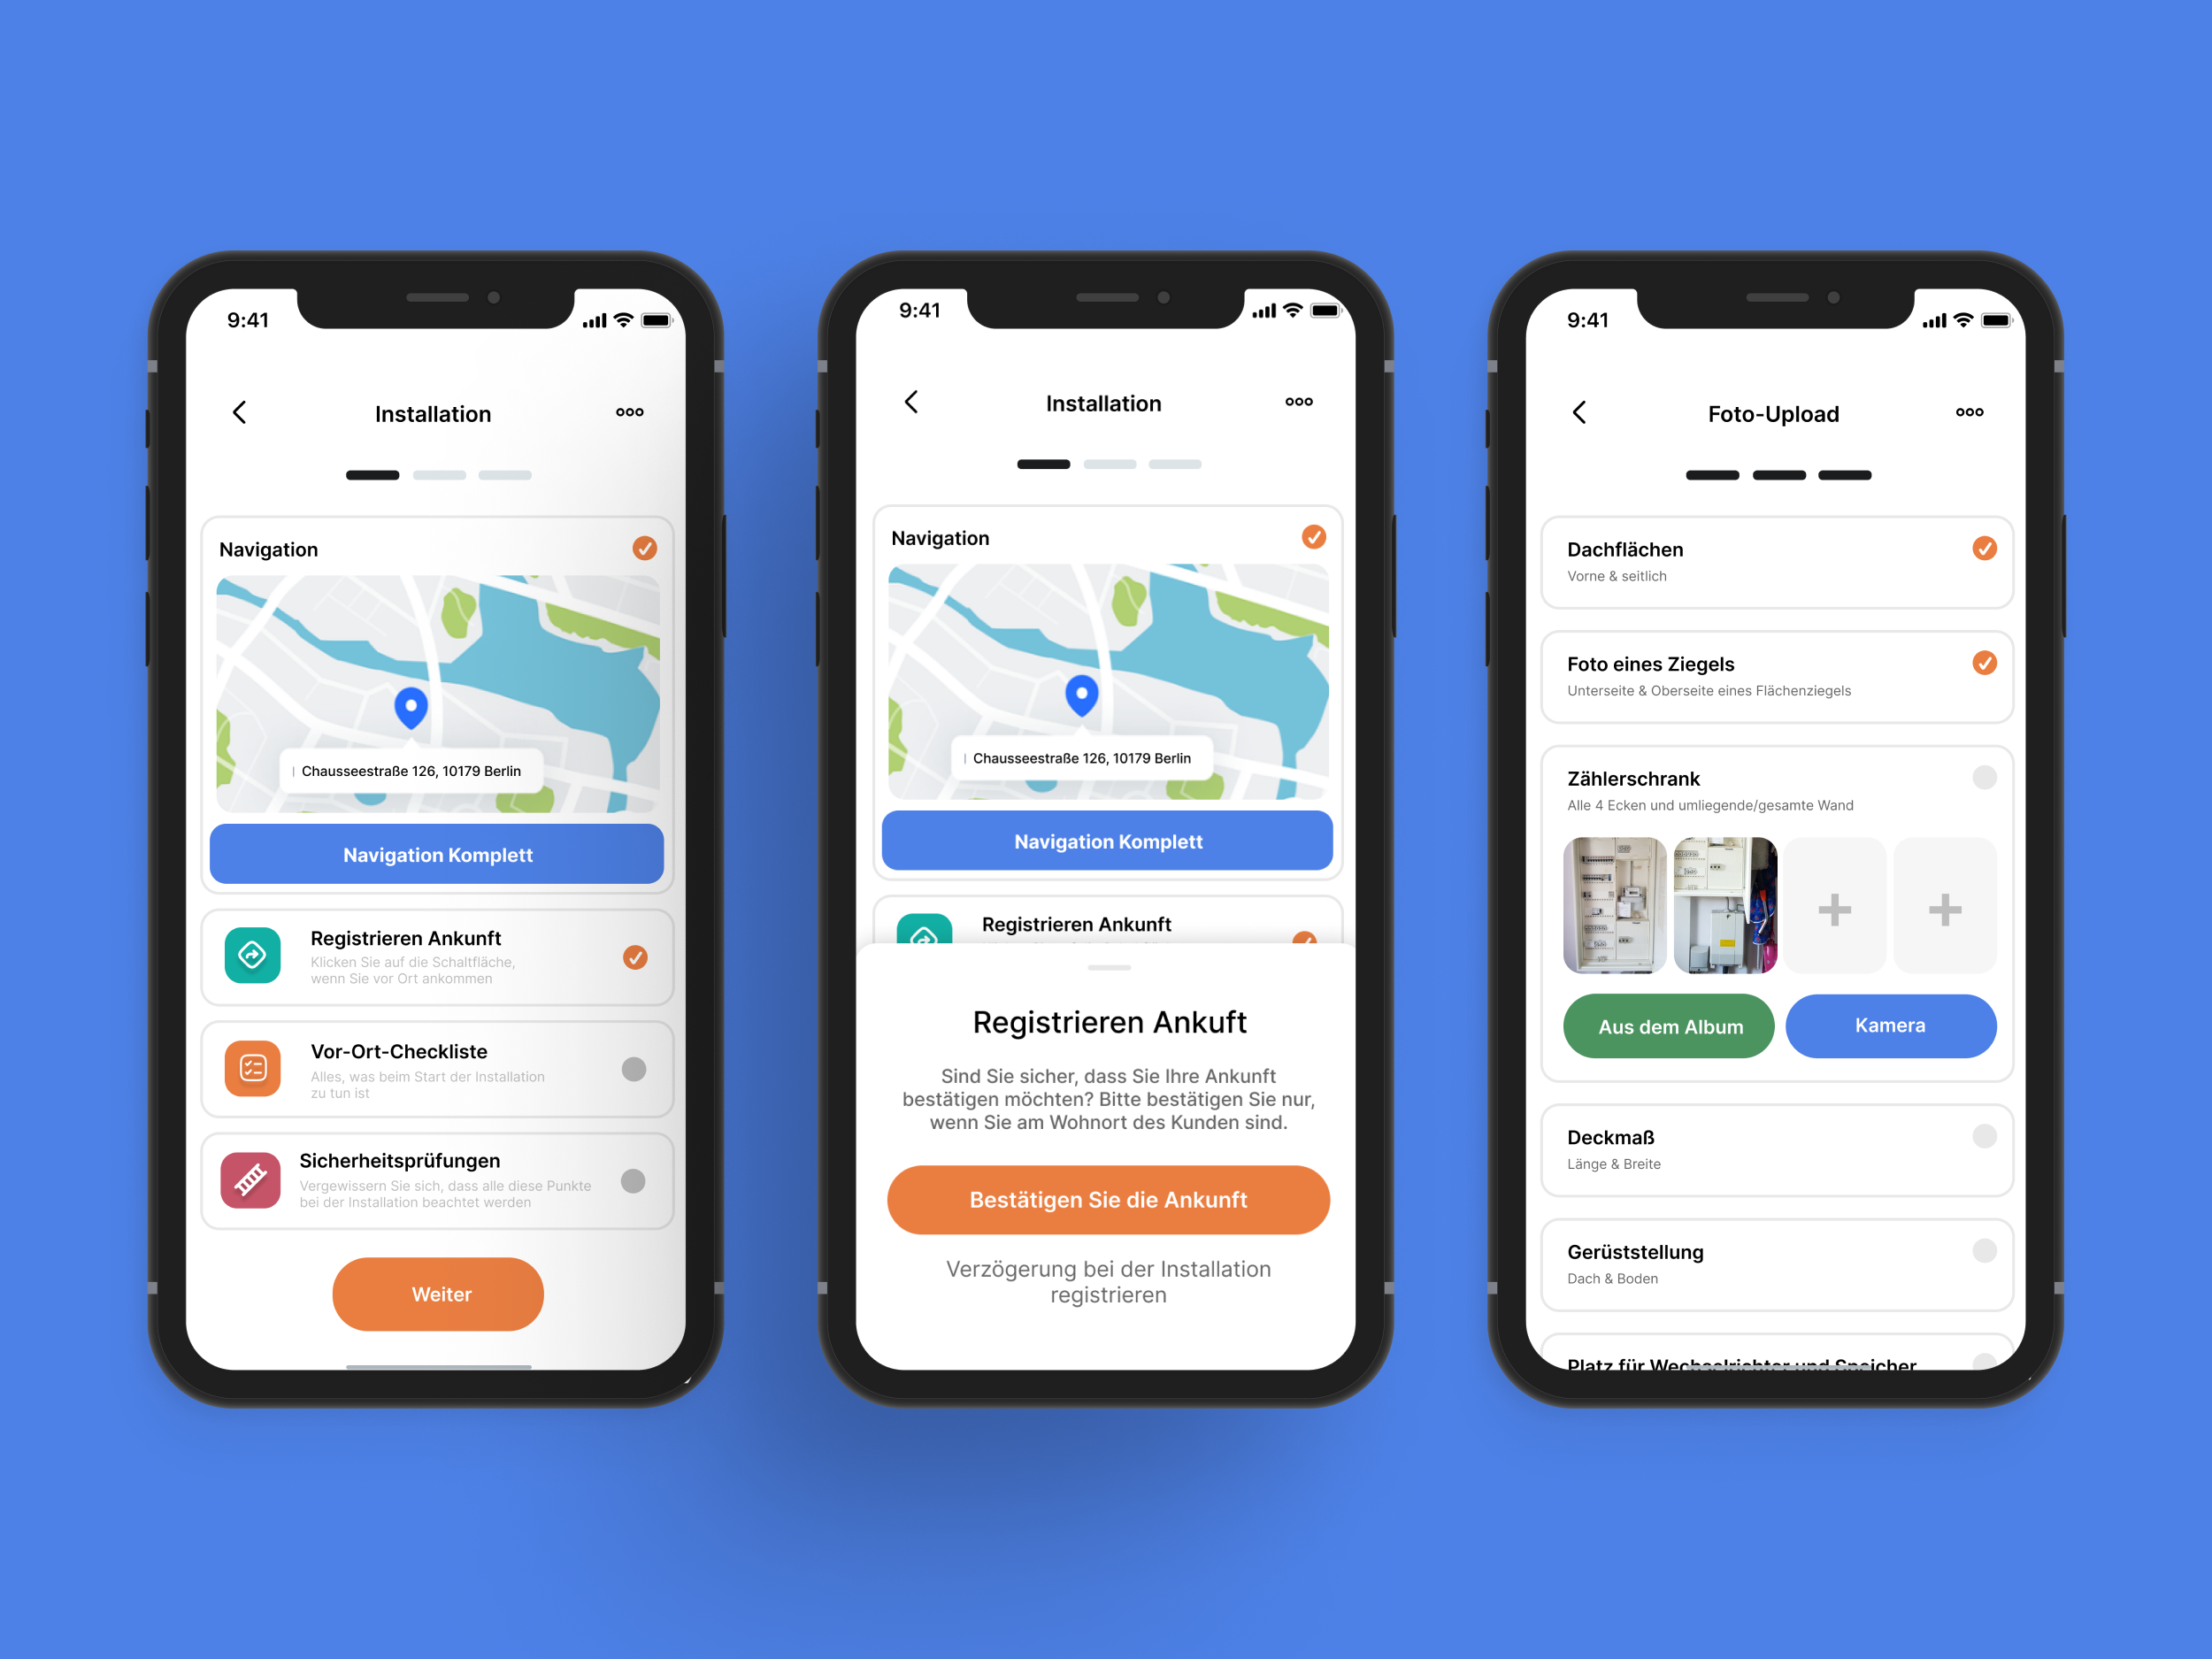 9:41
Installation
Navigation
Chausseestraße 126, 10179 Berlin
Navigation Komplett
Registrieren Ankunft
Klicken Sie auf die Schaltfläche,
wenn Sie vor Ort ankommen
Vor-Ort-Checkliste
Alles, was beim Start der Installation
zu tun ist
Sicherheitsprüfungen
Vergewissern Sie sich, dass alle diese Punkte
bei der Installation beachtet werden
Weiter
9:41
Installation
Navigation
Chausseestraße 126, 10179 Berlin
Navigation Komplett
Registrieren Ankunft
Registrieren Ankuft
Sind Sie sicher, dass Sie Ihre Ankunft
bestätigen möchten? Bitte bestätigen Sie nur,
wenn Sie am Wohnort des Kunden sind.
Bestätigen Sie die Ankunft
Verzögerung bei der Installation
registrieren
9:41
Foto-Upload
Dachflächen
Vorne & seitlich
Foto eines Ziegels
Unterseite & Oberseite eines Flächenziegels
Zählerschrank
Alle 4 Ecken und umliegende/gesamte Wand
Aus dem Album
Kamera
Deckmaß
Länge & Breite
Gerüststellung
Dach & Boden
Platz für Wechselrichter und Speicher